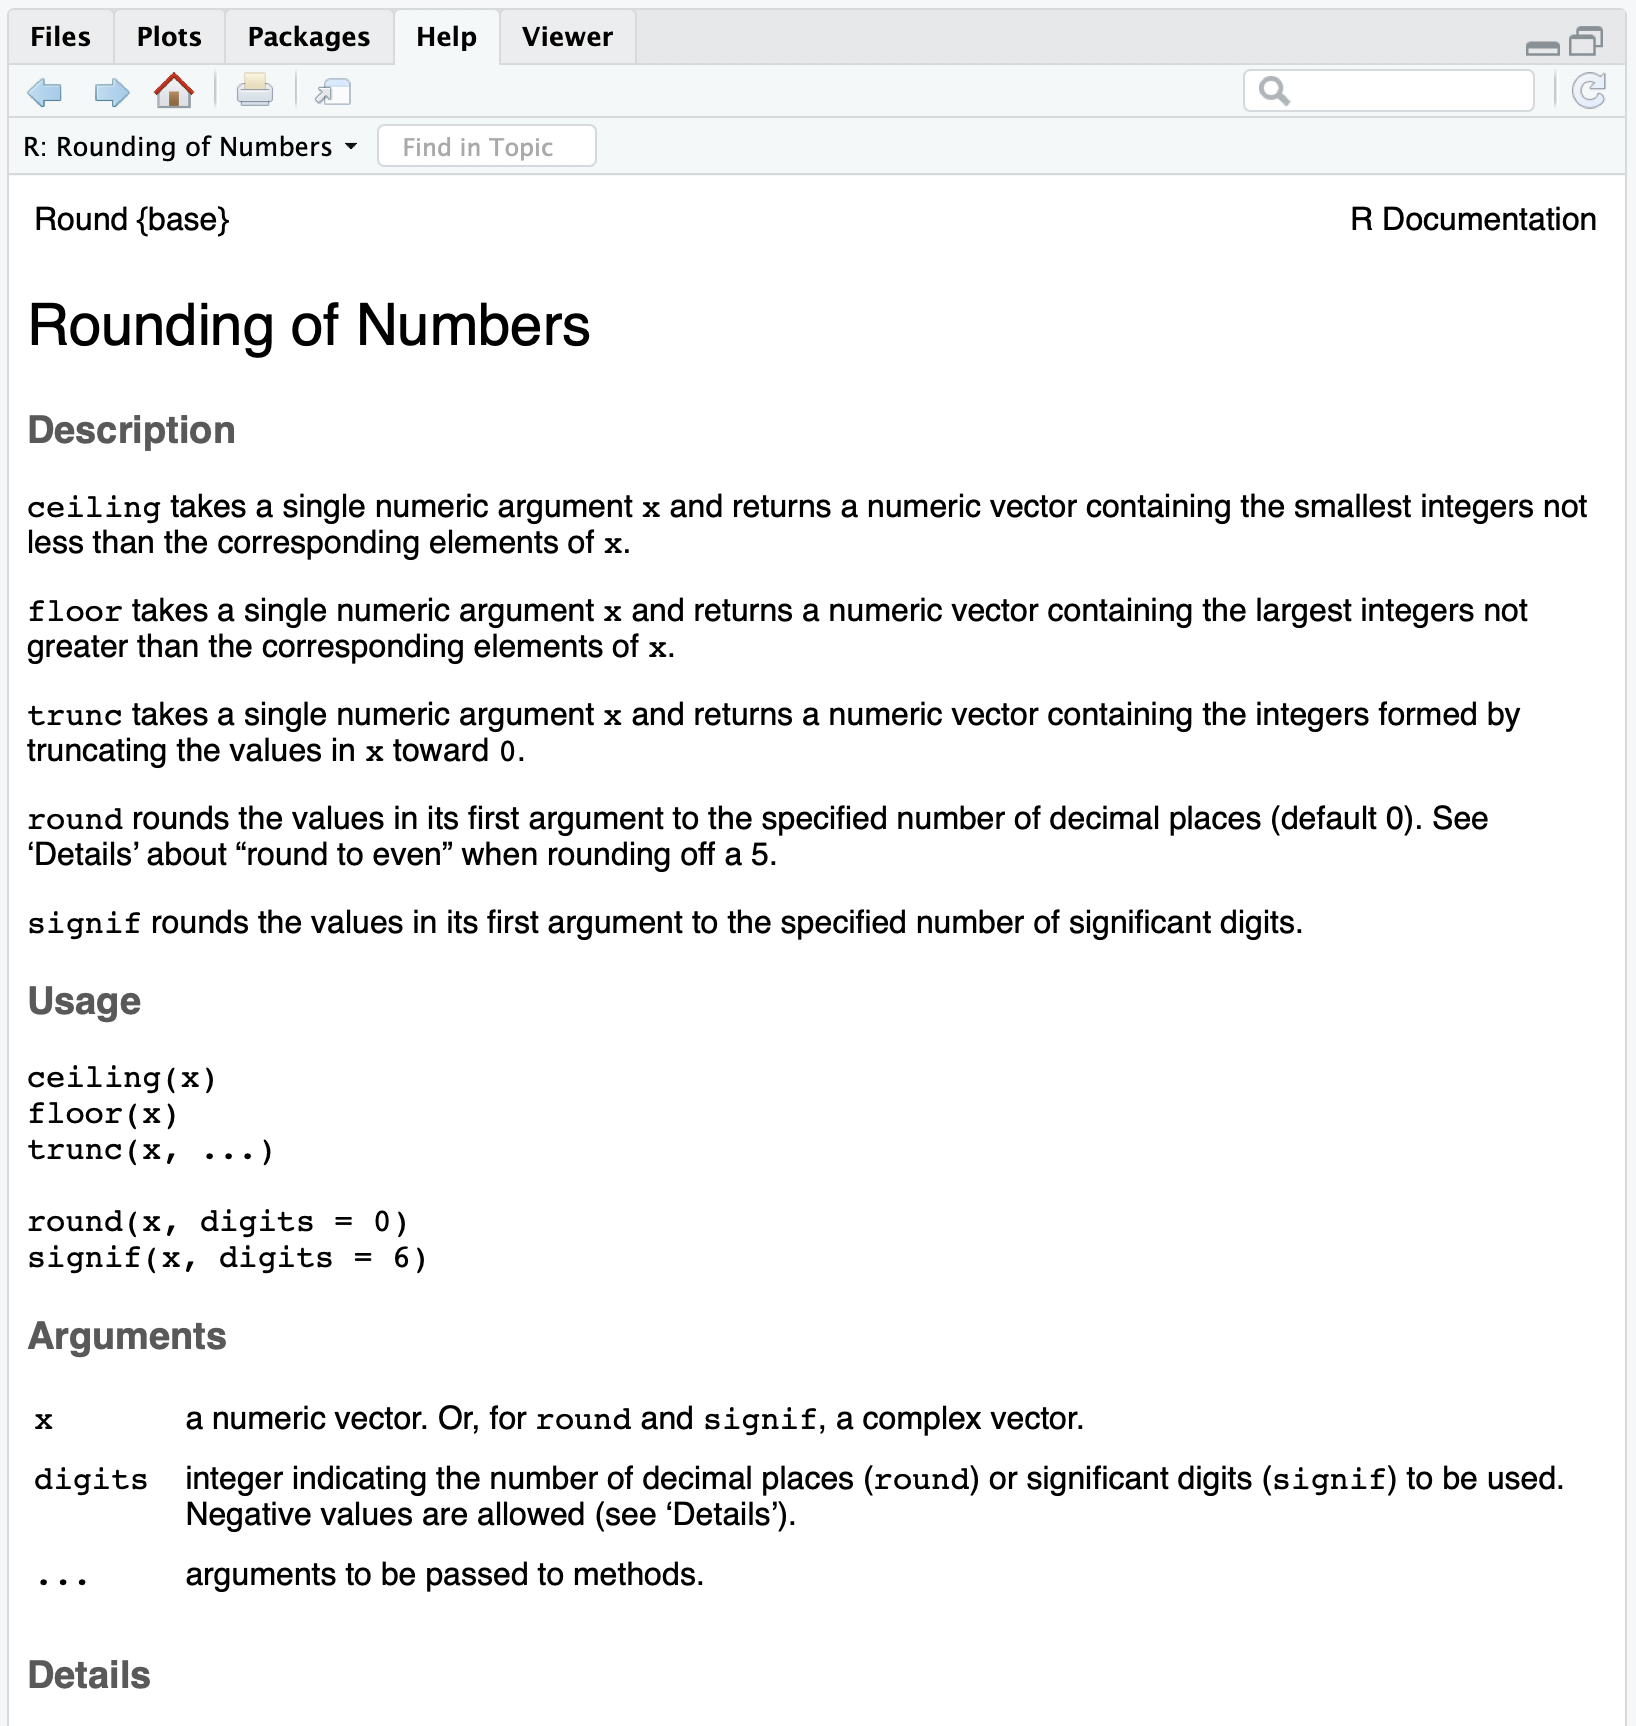 Files Plots Packages Help Viewer
R: Rounding of Numbers Find in Topic
Round {base} R Documentation
Rounding of Numbers
Description
ceiling takes a single numeric argument x and returns a numeric vector containing the smallest integers not
less than the corresponding elements of x.
floor takes a single numeric argument x and returns a numeric vector containing the largest integers not
greater than the corresponding elements of x.
trunc takes a single numeric argument x and returns a numeric vector containing the integers formed by
truncating the values in x toward 0.
round rounds the values in its first argument to the specified number of decimal places (default 0). See
‘Details’ about “round to even” when rounding off a 5.
signif rounds the values in its first argument to the specified number of significant digits.
Usage
ceiling(x)
floor(x)
trunc(x, ...)
round(x, digits = 0)
signif(x, digits = 6)
Arguments
x a numeric vector. Or, for round and signif, a complex vector.
digits integer indicating the number of decimal places (round) or significant digits (signif) to be used.
Negative values are allowed (see ‘Details’).
... arguments to be passed to methods.
Details